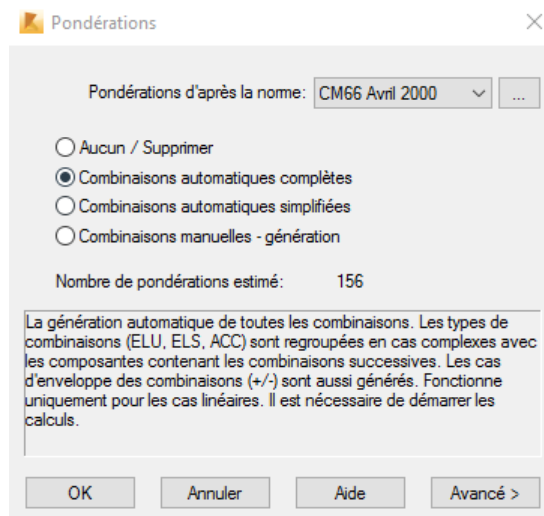 Pondérations
Pondérations d'après la norme: CM66 Avril 2000 ...
Aucun / Supprimer
Combinaisons automatiques complètes
Combinaisons automatiques simplifiées
Combinaisons manuelles - génération
Nombre de pondérations estimé: 156
La génération automatique de toutes les combinaisons. Les types de
combinaisons (ELU, ELS, ACC) sont regroupées en cas complexes avec
les composantes contenant les combinaisons successives. Les cas
d'enveloppe des combinaisons (+/-) sont aussi générés. Fonctionne
uniquement pour les cas linéaires. Il est nécessaire de démarrer les
calculs.
OK Annuler Aide Avancé >